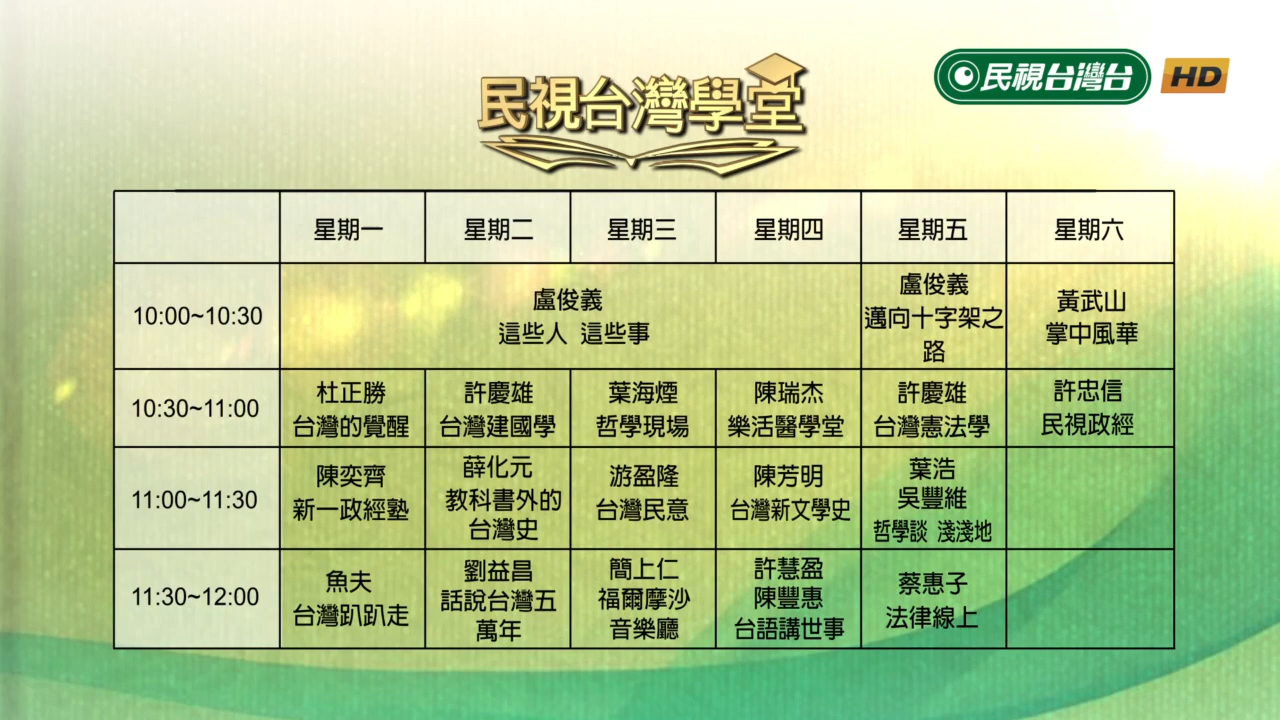 民視台灣學堂
民視台灣台 HD
星期一 星期二 星期三 星期四 星期五 星期六
10:00~10:30
盧俊義
這些人 這些事
盧俊義
邁向十字架之
路
黃武山
掌中風華
10:30~11:00
杜正勝
台灣的覺醒
許慶雄
台灣建國學
葉海煙
哲學現場
陳瑞杰
樂活醫學堂
許慶雄
台灣憲法學
許忠信
民視政經
11:00~11:30
陳奕齊
新一政經塾
薛化元
教科書外的
台灣史
游盈隆
台灣民意
陳芳明
台灣新文學史
葉浩
吳豐維
哲學談 淺淺地
11:30~12:00
魚夫
台灣趴趴走
劉益昌
話說台灣五
萬年
簡上仁
福爾摩沙
音樂廳
許慧盈
陳豐惠
台語講世事
蔡惠子
法律線上